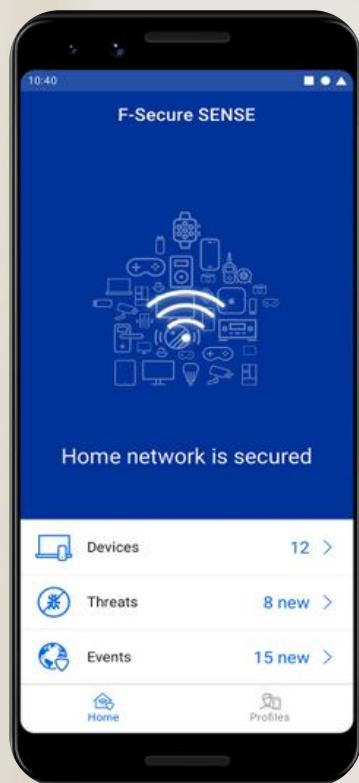 10:40
F-Secure SENSE
Home network is secured
Devices 12
Threats 8 new
Events 15 new
Home Profiles